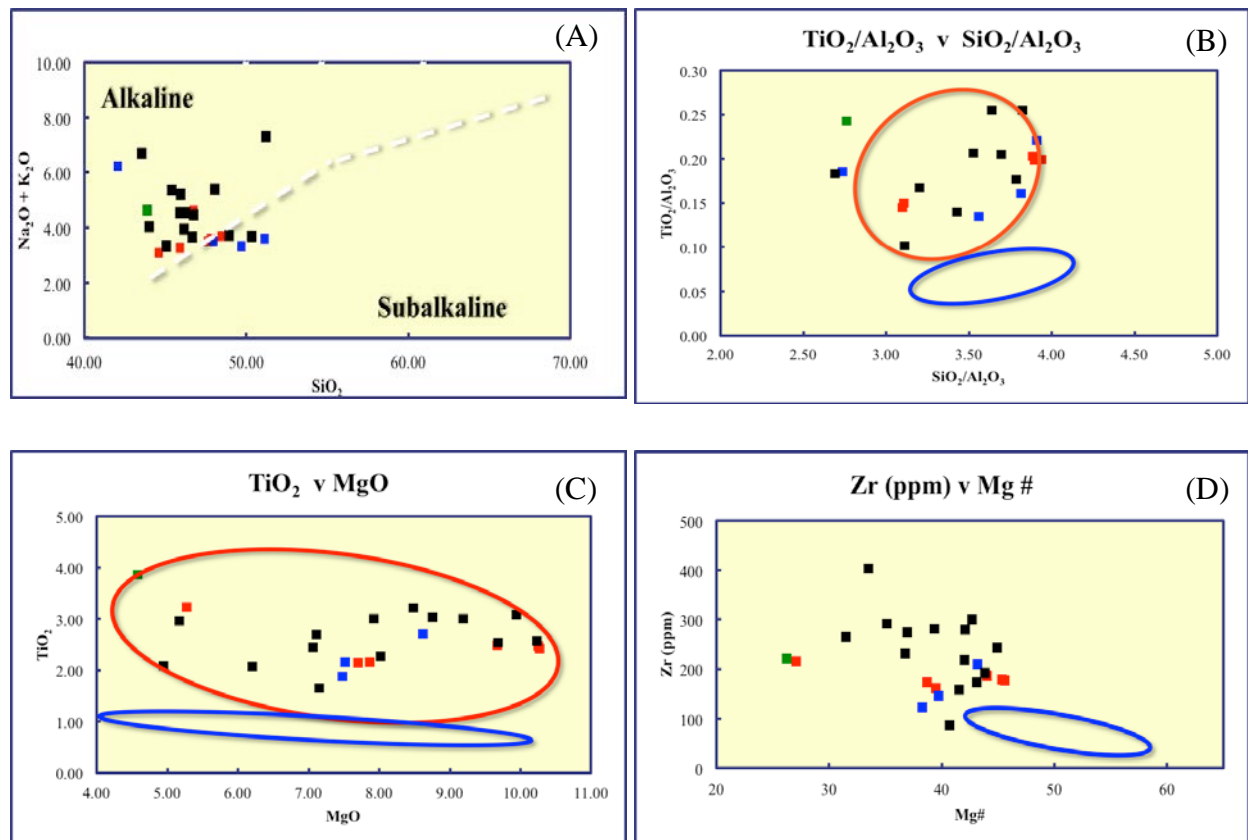 (A)
10.00
8.00
6.00
4.00
2.00
0.00
Na₂O + K₂O
Alkaline
Subalkaline
40.00 50.00 60.00 70.00
SiO₂
TiO₂/Al₂O₃ v SiO₂/Al₂O₃ (B)
0.30
0.25
0.20
0.15
0.10
0.05
0.00
TiO₂/Al₂O₃
2.00 2.50 3.00 3.50 4.00 4.50 5.00
SiO₂/Al₂O₃
TiO₂ v MgO (C)
5.00
4.00
3.00
2.00
1.00
0.00
TiO₂
4.00 5.00 6.00 7.00 8.00 9.00 10.00 11.00
MgO
Zr (ppm) v Mg # (D)
500
400
300
200
100
0
Zr (ppm)
20 30 40 50 60
Mg#